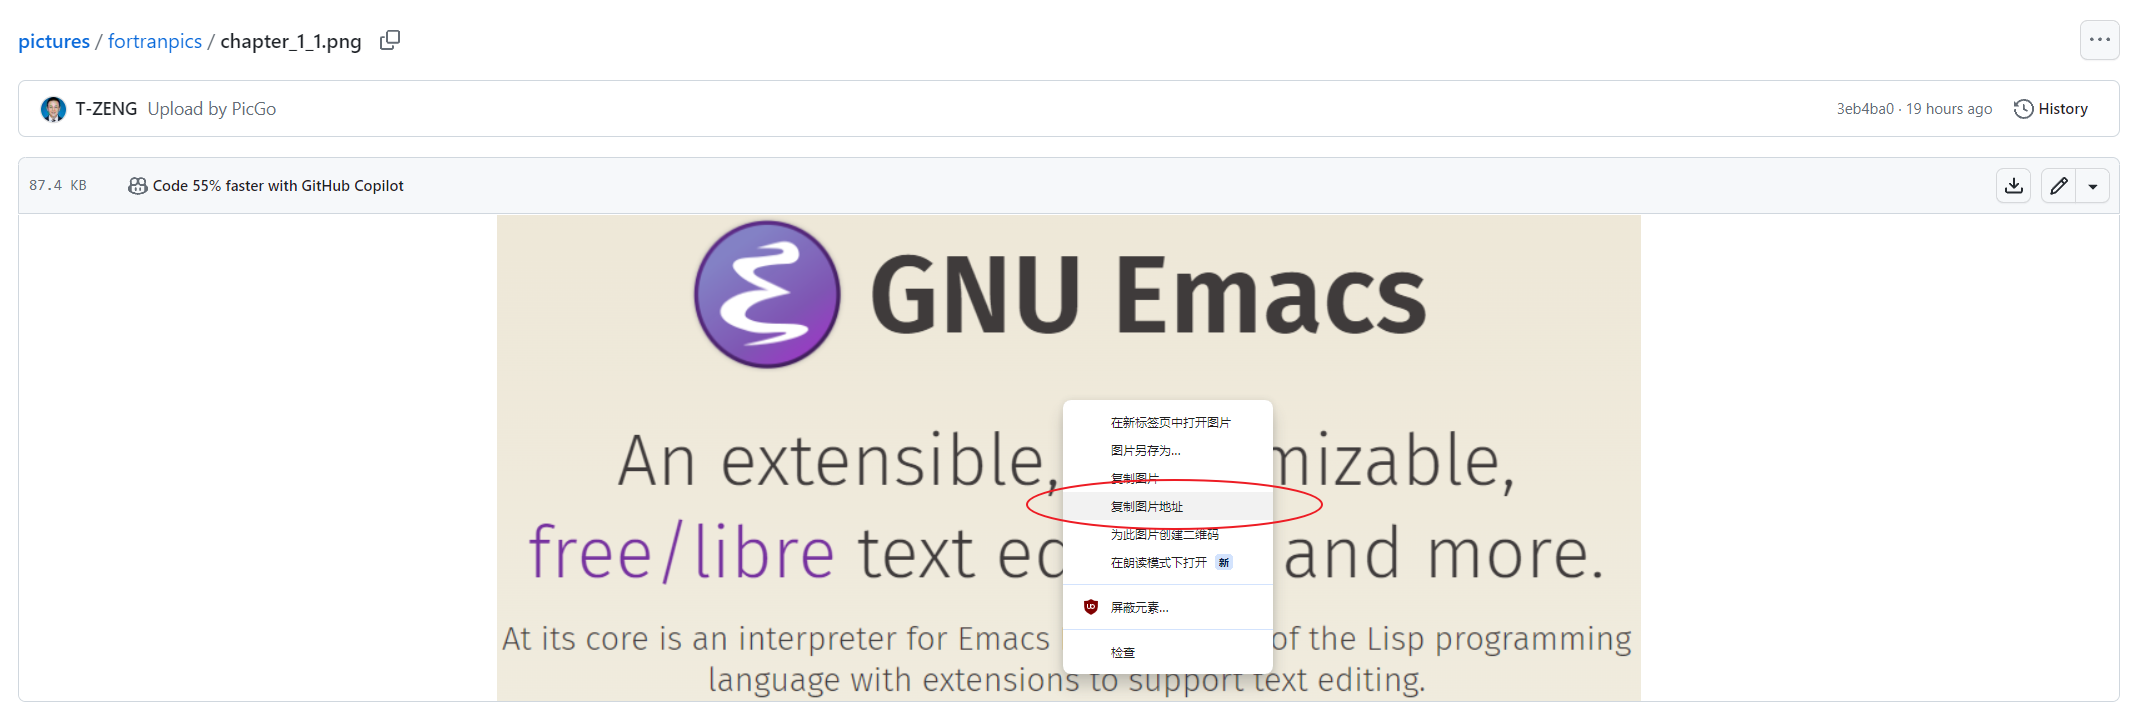 pictures / fortranpics / chapter_1_1.png
T-ZENG Upload by PicGo
3eb4ba0 · 19 hours ago History
87.4 KB Code 55% faster with GitHub Copilot
GNU Emacs
An extensible, mizable,
free/libre text ed and more.
At its core is an interpreter for Emacs of the Lisp programming
language with extensions to support text editing.
在新标签页中打开图片
图片另存为...
复制图片
复制图片地址
为此图片创建二维码
在朗读模式下打开 新
屏蔽元素...
检查